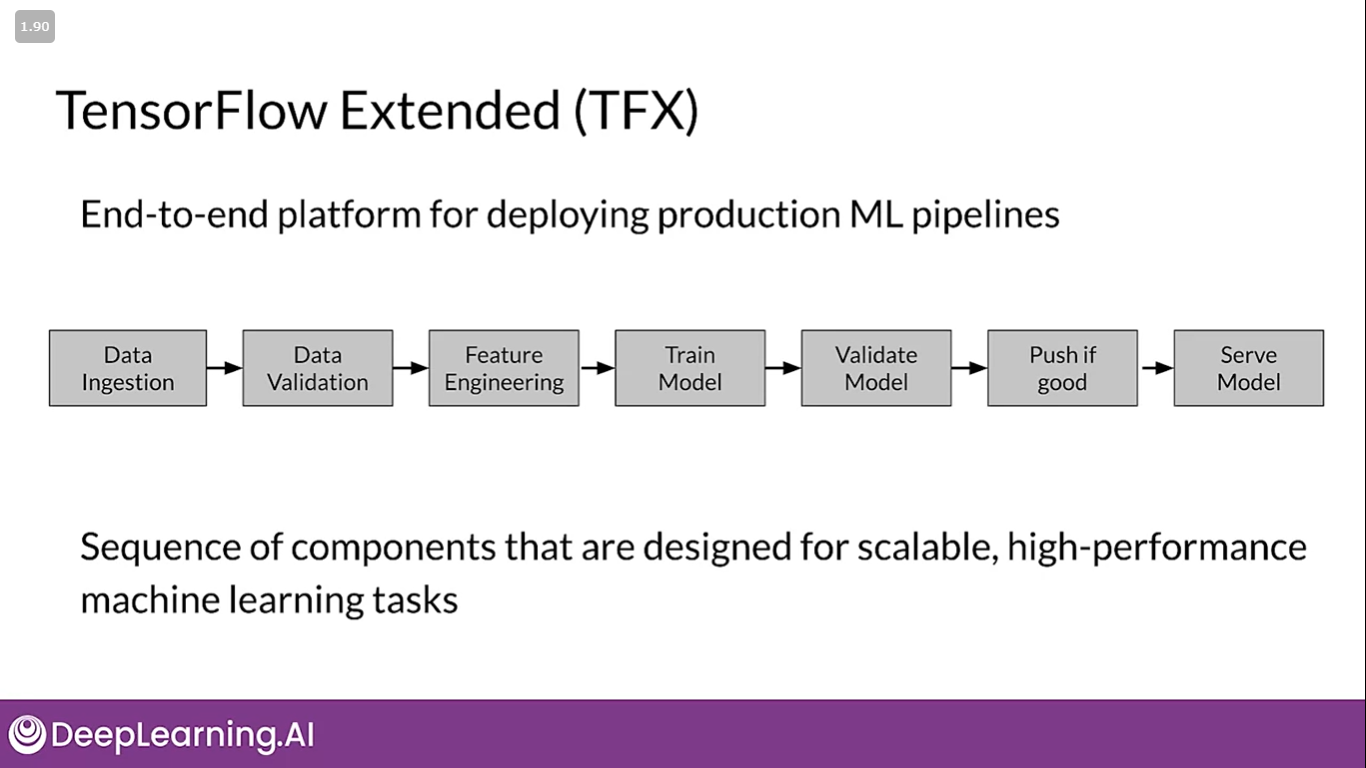 1.90
TensorFlow Extended (TFX)
End-to-end platform for deploying production ML pipelines
Data
Ingestion
Data
Validation
Feature
Engineering
Train
Model
Validate
Model
Push if
good
Serve
Model
Sequence of components that are designed for scalable, high-performance
machine learning tasks
DeepLearning.AI